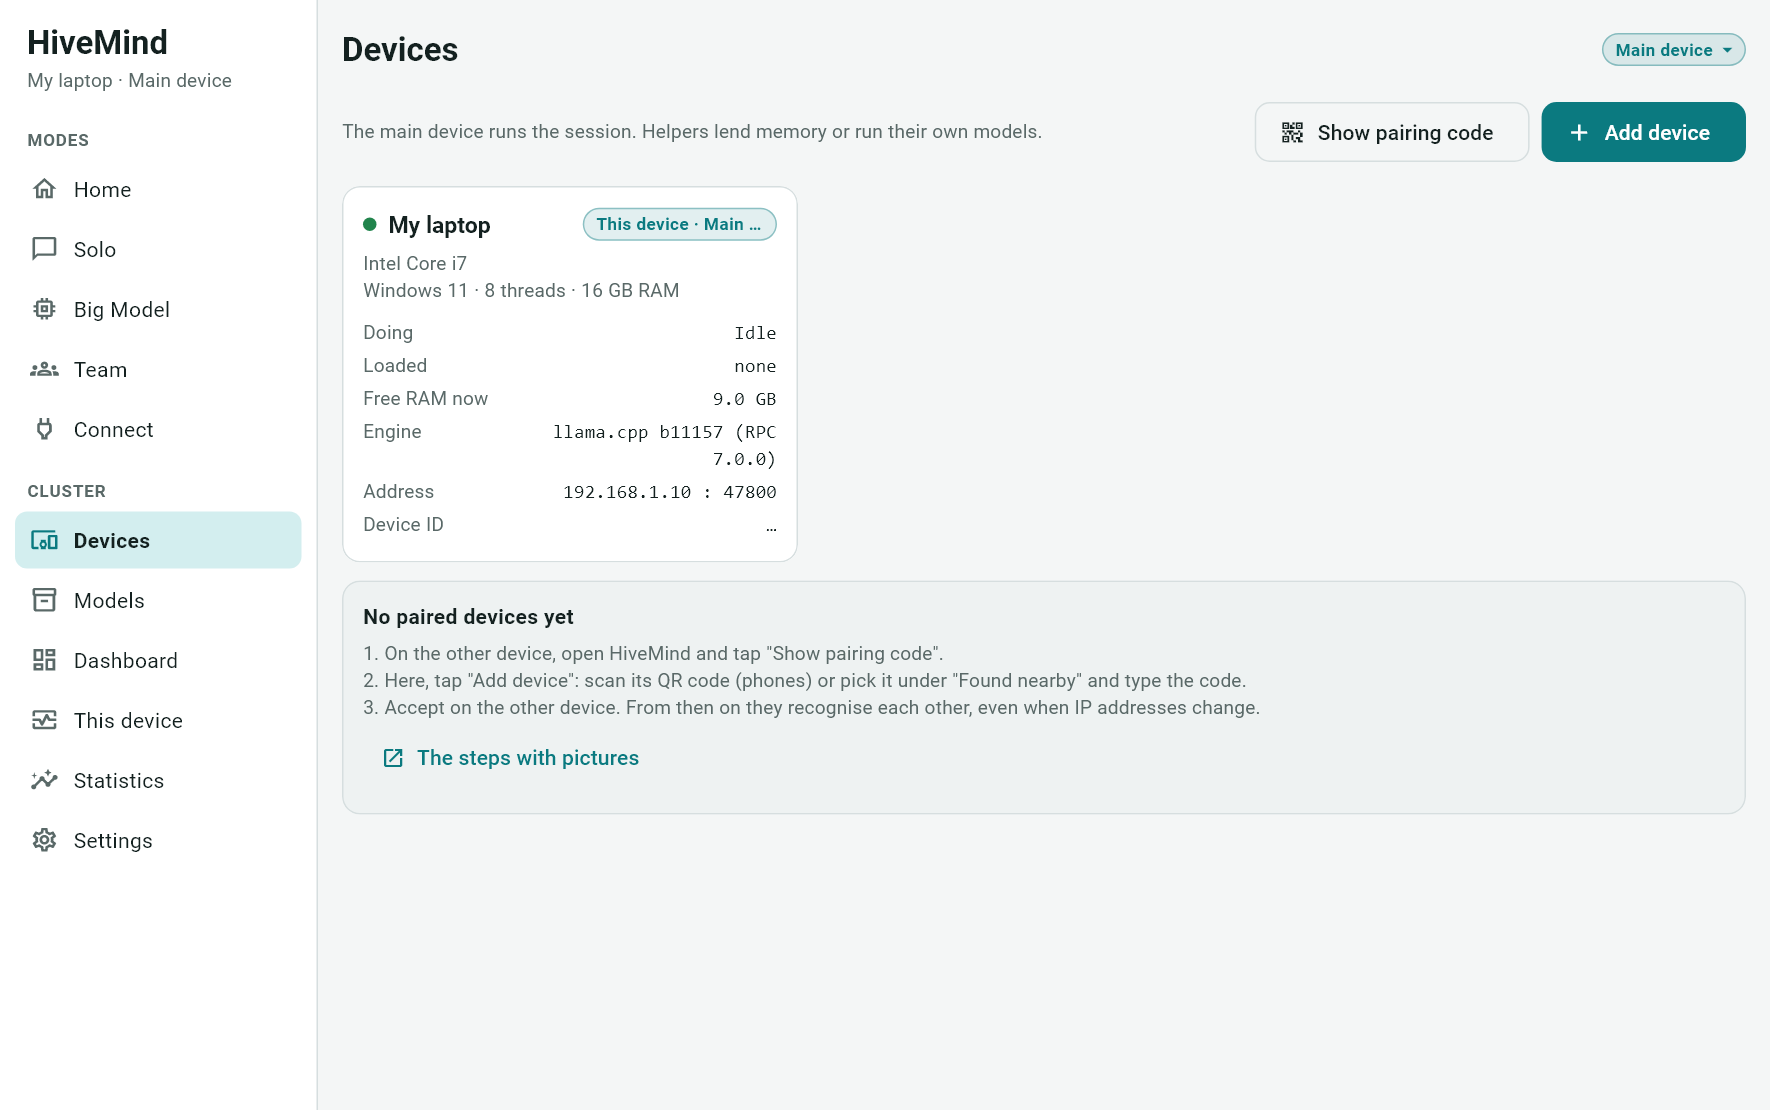 HiveMind
My laptop · Main device
MODES
Home
Solo
Big Model
Team
Connect
CLUSTER
Devices
Models
Dashboard
This device
Statistics
Settings
Devices
Main device
The main device runs the session. Helpers lend memory or run their own models.
Show pairing code
Add device
My laptop
This device · Main …
Intel Core i7
Windows 11 · 8 threads · 16 GB RAM
Doing Idle
Loaded none
Free RAM now 9.0 GB
Engine llama.cpp b11157 (RPC
7.0.0)
Address 192.168.1.10 : 47800
Device ID …
No paired devices yet
1. On the other device, open HiveMind and tap "Show pairing code".
2. Here, tap "Add device": scan its QR code (phones) or pick it under "Found nearby" and type the code.
3. Accept on the other device. From then on they recognise each other, even when IP addresses change.
The steps with pictures